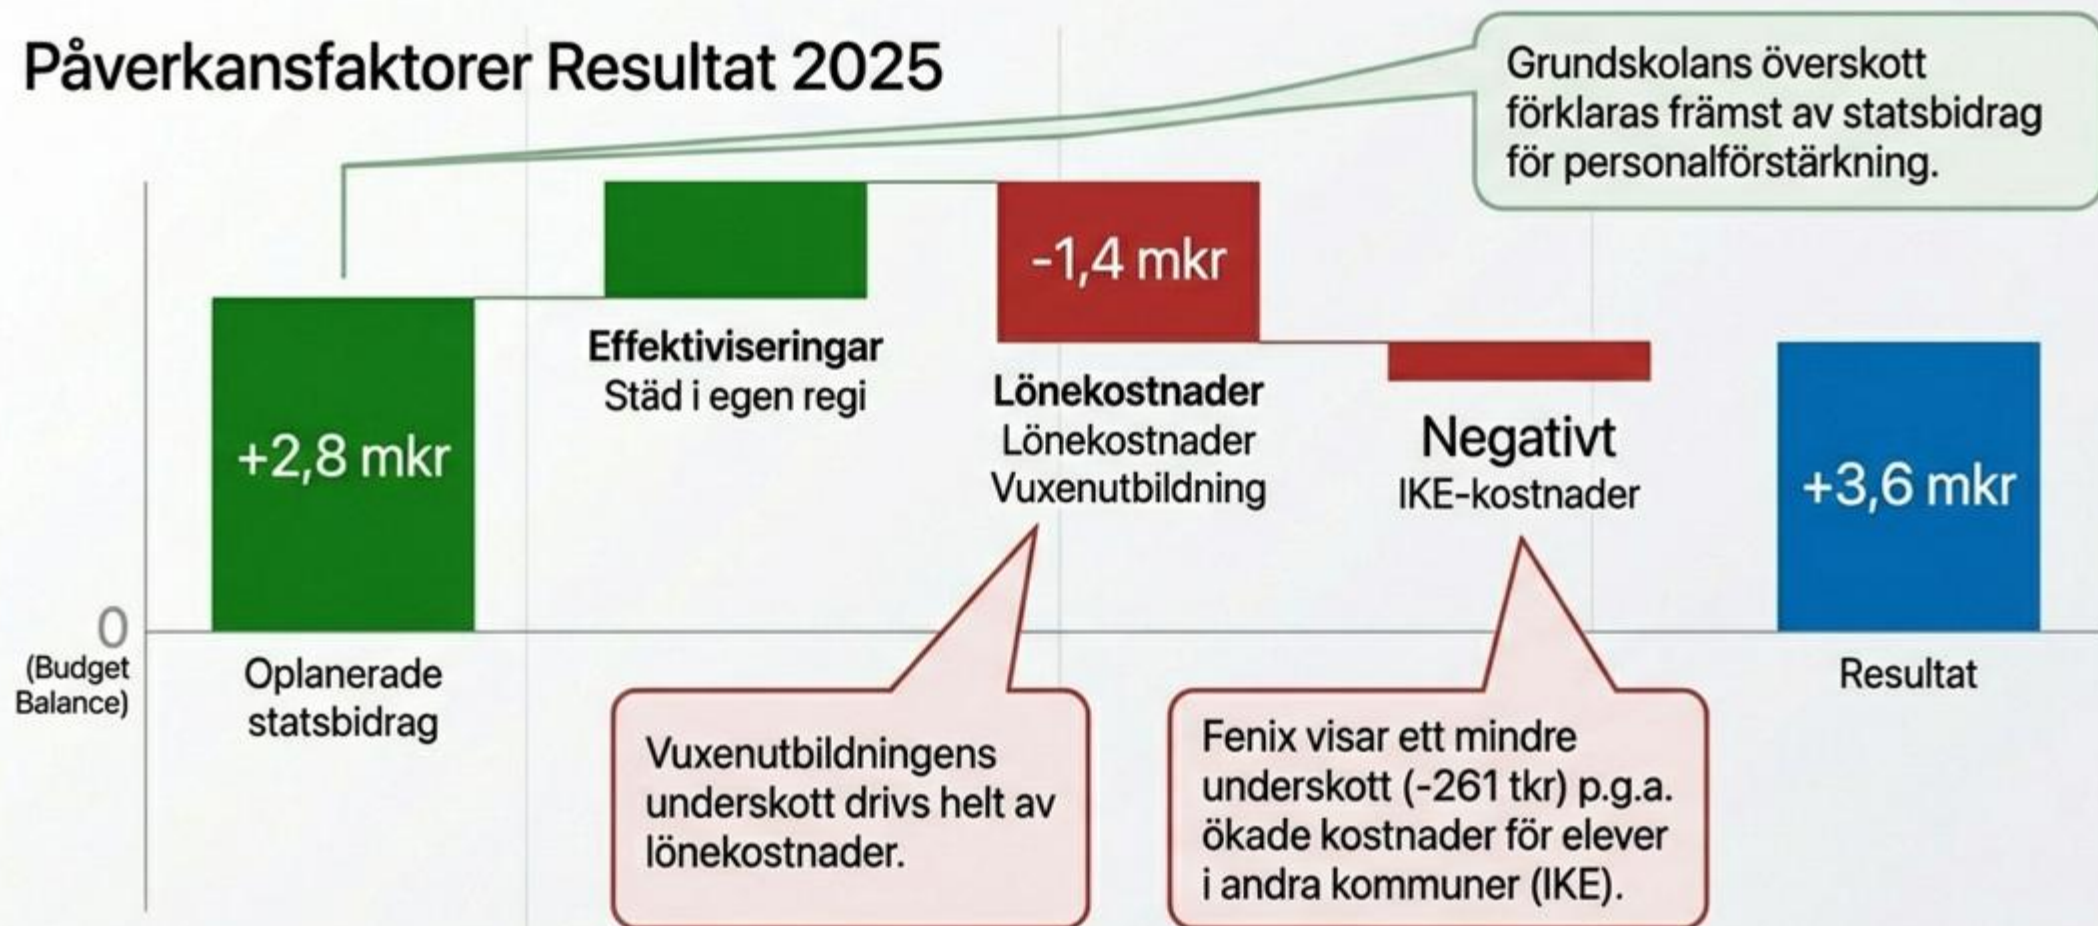 Påverkansfaktorer Resultat 2025
Grundskolans överskott
förklaras främst av statsbidrag
för personalförstärkning.
+2,8 mkr
Effektiviseringar
Städ i egen regi
-1,4 mkr
Lönekostnader
Lönekostnader
Vuxenutbildning
Negativt
IKE-kostnader
+3,6 mkr
0
(Budget
Balance)
Oplanerade
statsbidrag
Resultat
Vuxenutbildningens
underskott drivs helt av
lönekostnader.
Fenix visar ett mindre
underskott (-261 tkr) p.g.a.
ökade kostnader för elever
i andra kommuner (IKE).